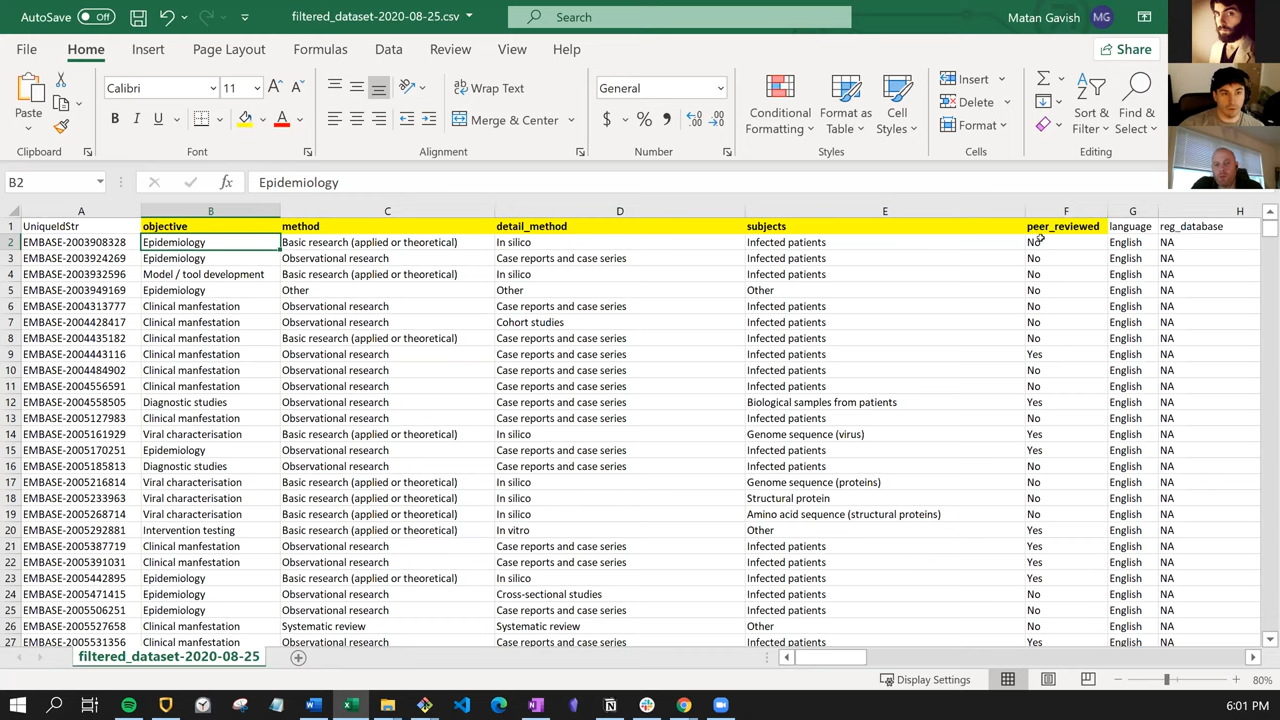 AutoSave Off filtered_dataset-2020-08-25.csv Search Matan Gavish MG
File Home Insert Page Layout Formulas Data Review View Help Share
Calibri 11 Wrap Text General Insert
Paste B I U Merge & Center $ % Conditional Formatting Format as Table Cell Styles Delete Format Sort & Filter Find & Select
Clipboard Font Alignment Number Styles Cells Editing
B2 fx Epidemiology
A B C D E F G H
1 UniqueIdStr objective method detail_method subjects peer_reviewed language reg_database
2 EMBASE-2003908328 Epidemiology Basic research (applied or theoretical) In silico Infected patients No English NA
3 EMBASE-2003924269 Epidemiology Observational research Case reports and case series Infected patients No English NA
4 EMBASE-2003932596 Model / tool development Basic research (applied or theoretical) In silico Infected patients No English NA
5 EMBASE-2003949169 Epidemiology Other Other Other No English NA
6 EMBASE-2004313777 Clinical manfestation Observational research Case reports and case series Infected patients No English NA
7 EMBASE-2004428417 Clinical manfestation Observational research Cohort studies Infected patients No English NA
8 EMBASE-2004435182 Clinical manfestation Basic research (applied or theoretical) Case reports and case series Infected patients No English NA
9 EMBASE-2004443116 Clinical manfestation Observational research Case reports and case series Infected patients Yes English NA
10 EMBASE-2004484902 Clinical manfestation Observational research Case reports and case series Infected patients No English NA
11 EMBASE-2004556591 Clinical manfestation Observational research Case reports and case series Infected patients No English NA
12 EMBASE-2004558505 Diagnostic studies Observational research Case reports and case series Biological samples from patients Yes English NA
13 EMBASE-2005127983 Clinical manfestation Observational research Case reports and case series Infected patients No English NA
14 EMBASE-2005161929 Viral characterisation Basic research (applied or theoretical) In silico Genome sequence (virus) Yes English NA
15 EMBASE-2005170251 Epidemiology Observational research Case reports and case series Infected patients Yes English NA
16 EMBASE-2005185813 Diagnostic studies Observational research Case reports and case series Infected patients No English NA
17 EMBASE-2005216814 Viral characterisation Basic research (applied or theoretical) In silico Genome sequence (proteins) No English NA
18 EMBASE-2005233963 Viral characterisation Basic research (applied or theoretical) In silico Structural protein No English NA
19 EMBASE-2005268714 Viral characterisation Basic research (applied or theoretical) In silico Amino acid sequence (structural proteins) No English NA
20 EMBASE-2005292881 Intervention testing Basic research (applied or theoretical) In vitro Other Yes English NA
21 EMBASE-2005387719 Clinical manfestation Observational research Case reports and case series Infected patients Yes English NA
22 EMBASE-2005391031 Clinical manfestation Observational research Case reports and case series Infected patients Yes English NA
23 EMBASE-2005442895 Epidemiology Basic research (applied or theoretical) In silico Infected patients Yes English NA
24 EMBASE-2005471415 Epidemiology Observational research Cross-sectional studies Infected patients No English NA
25 EMBASE-2005506251 Epidemiology Observational research Case reports and case series Infected patients No English NA
26 EMBASE-2005527658 Clinical manfestation Systematic review Systematic review Other No English NA
27 EMBASE-2005531356 Clinical manfestation Observational research Case reports and case series Infected patients Yes English NA
filtered_dataset-2020-08-25
Display Settings 80%
6:01 PM